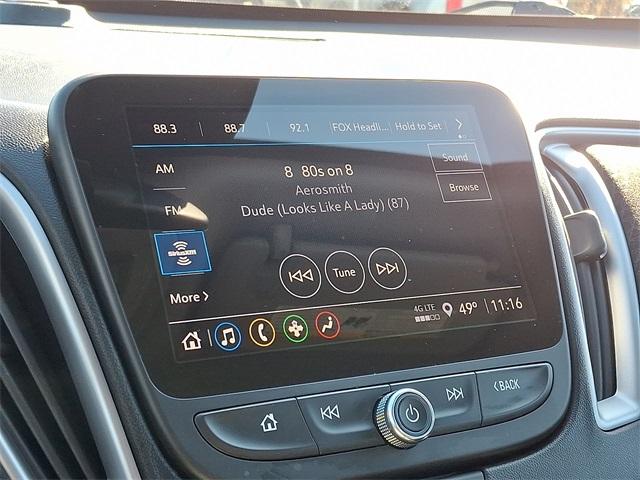 88.3 88.7 92.1 FOX Headli... Hold to Set
AM
8 80s on 8
Sound
Aerosmith
Browse
FM
Dude (Looks Like A Lady) (87)
SiriusXM
Tune
More
4G LTE 49° 11:16
BACK